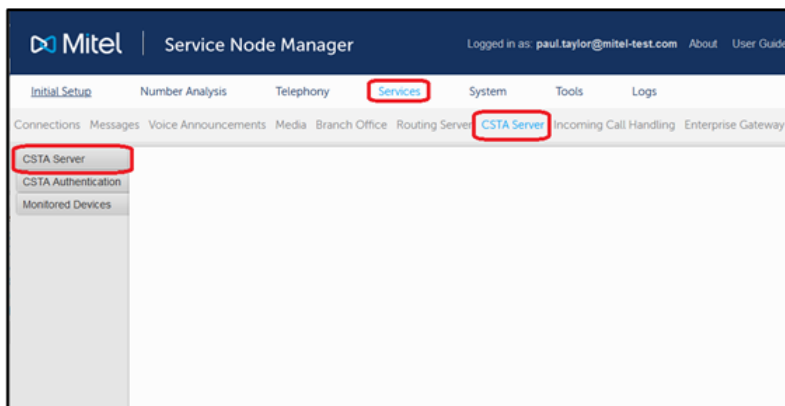 Mitel | Service Node Manager Logged in as: paul.taylor@mitel-test.com About User Guide
Initial Setup Number Analysis Telephony Services System Tools Logs
Connections Messages Voice Announcements Media Branch Office Routing Server CSTA Server Incoming Call Handling Enterprise Gateway
CSTA Server
CSTA Authentication
Monitored Devices